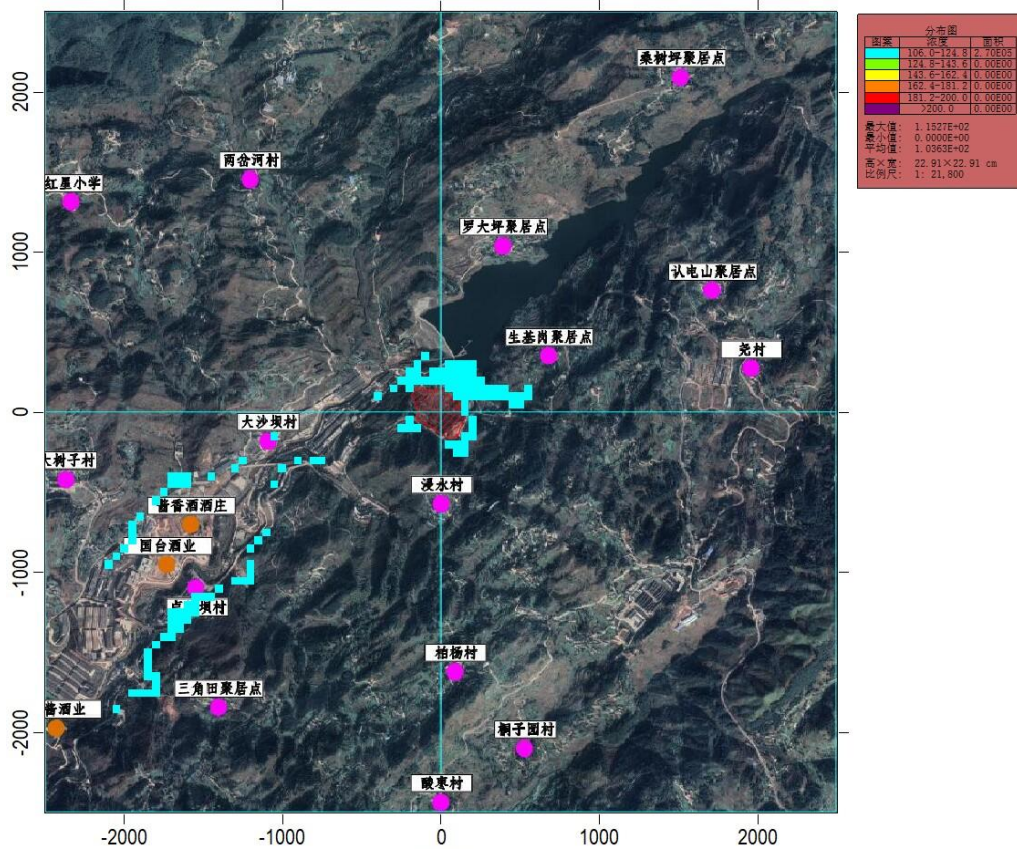 分布图
图案 浓度 面积
106.0-124.8 2.70E05
124.8-143.6 0.00E00
143.6-162.4 0.00E00
162.4-181.2 0.00E00
181.2-200.0 0.00E00
>200.0 0.00E00
最大值: 1.1527E+02
最小值: 0.0000E+00
平均值: 1.0363E+02
高×宽: 22.91×22.91 cm
比例尺: 1: 21,800
桑树坪聚居点
两岔河村
红星小学
罗大坪聚居点
认屯山聚居点
生基岗聚居点
尧村
大沙坝村
大树子村
酱香酒酒庄
浸水村
国台酒业
坝村
柏杨村
三角田聚居点
酱酒业
桐子园村
酸枣村
2000
1000
0
-1000
-2000
-2000 -1000 0 1000 2000